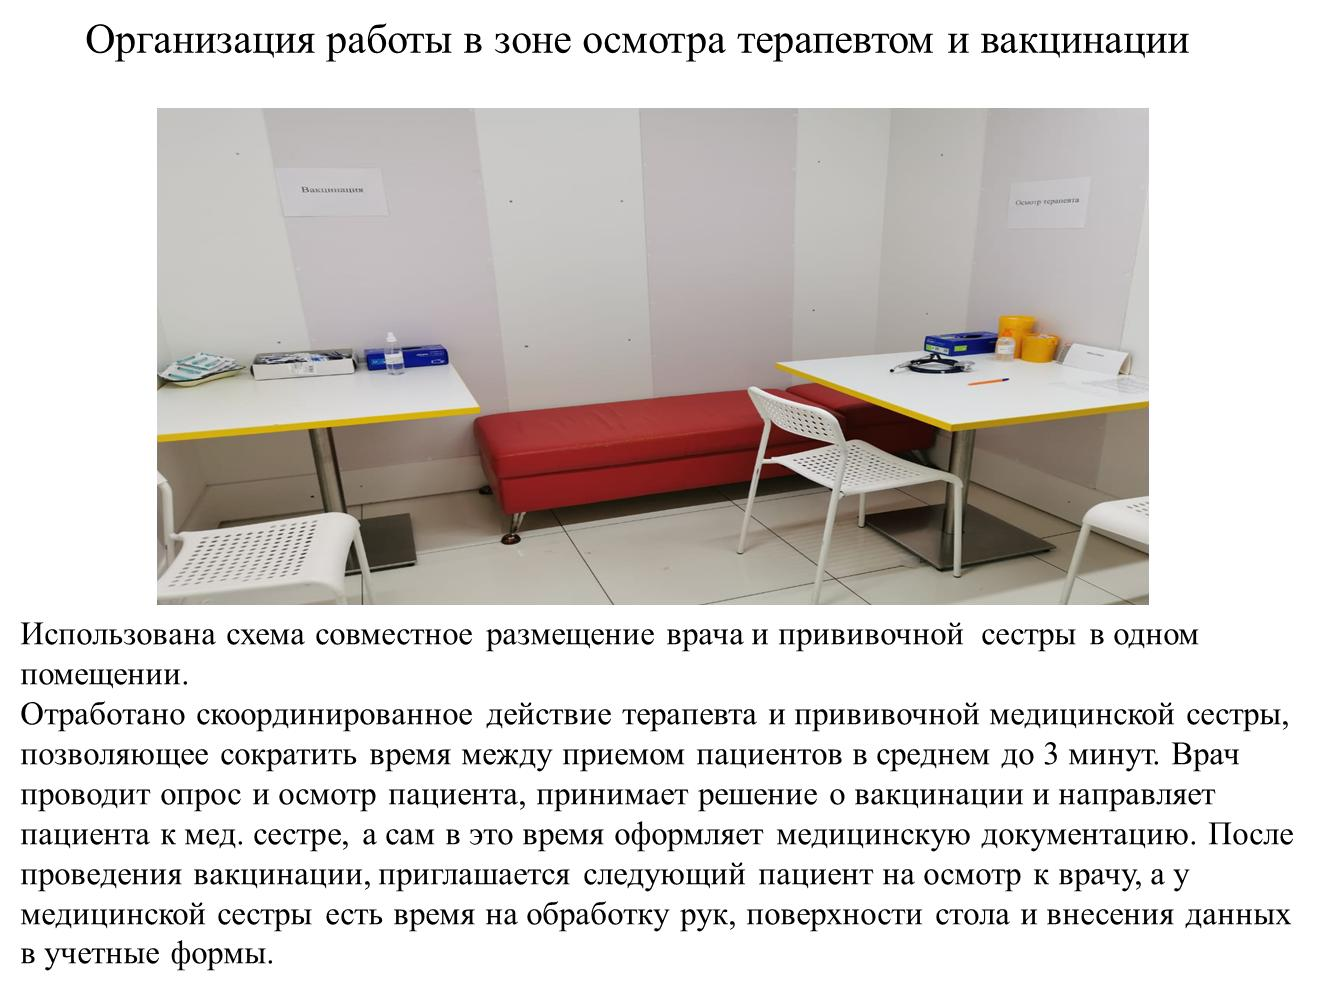 Организация работы в зоне осмотра терапевтом и вакцинации
Вакцинация
Осмотр терапевта
Использована схема совместное размещение врача и прививочной сестры в одном
помещении.
Отработано скоординированное действие терапевта и прививочной медицинской сестры,
позволяющее сократить время между приемом пациентов в среднем до 3 минут. Врач
проводит опрос и осмотр пациента, принимает решение о вакцинации и направляет
пациента к мед. сестре, а сам в это время оформляет медицинскую документацию. После
проведения вакцинации, приглашается следующий пациент на осмотр к врачу, а у
медицинской сестры есть время на обработку рук, поверхности стола и внесения данных
в учетные формы.